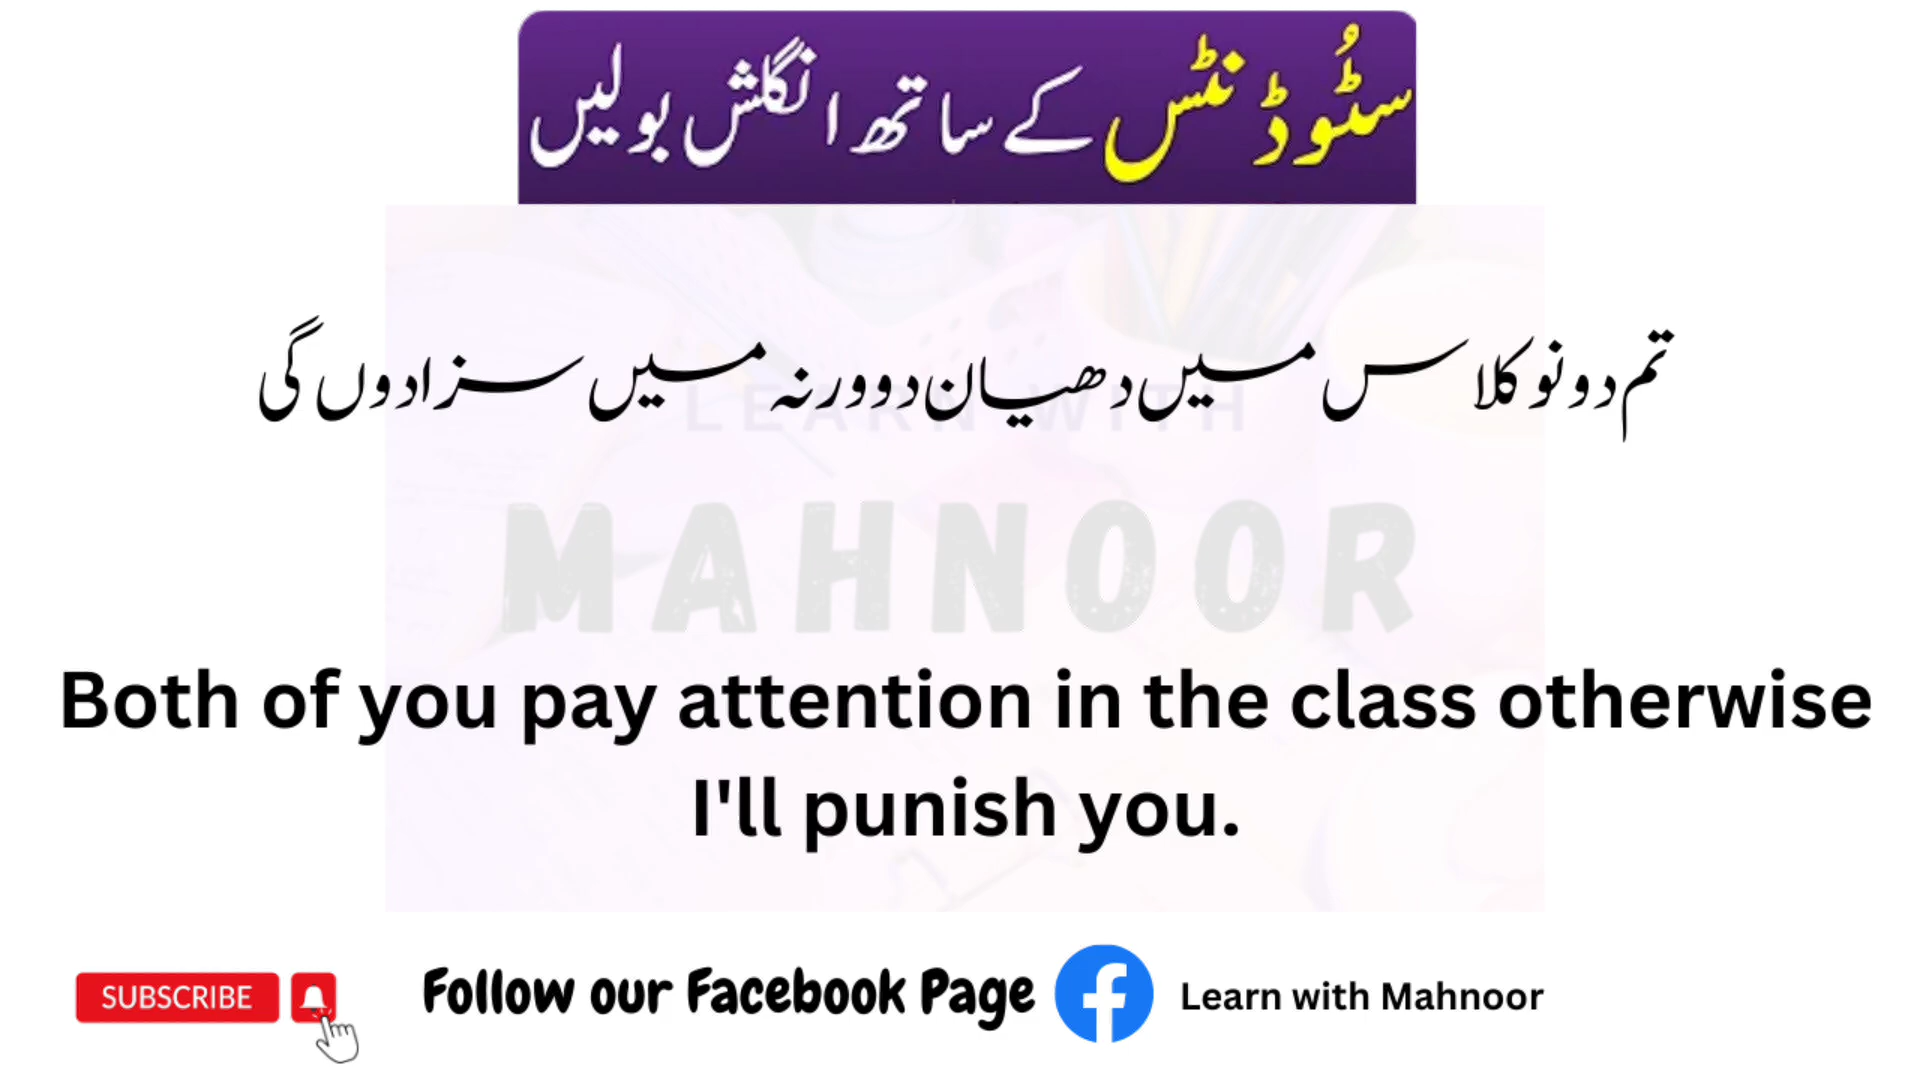 سٹُوڈنٹس کے ساتھ انگلش بولیں
تم دونو کلاس میں دھیان دو ورنہ میں سزا دوں گی
LEARN WITH
MAHNOOR
Both of you pay attention in the class otherwise
I'll punish you.
SUBSCRIBE
Follow our Facebook Page
Learn with Mahnoor